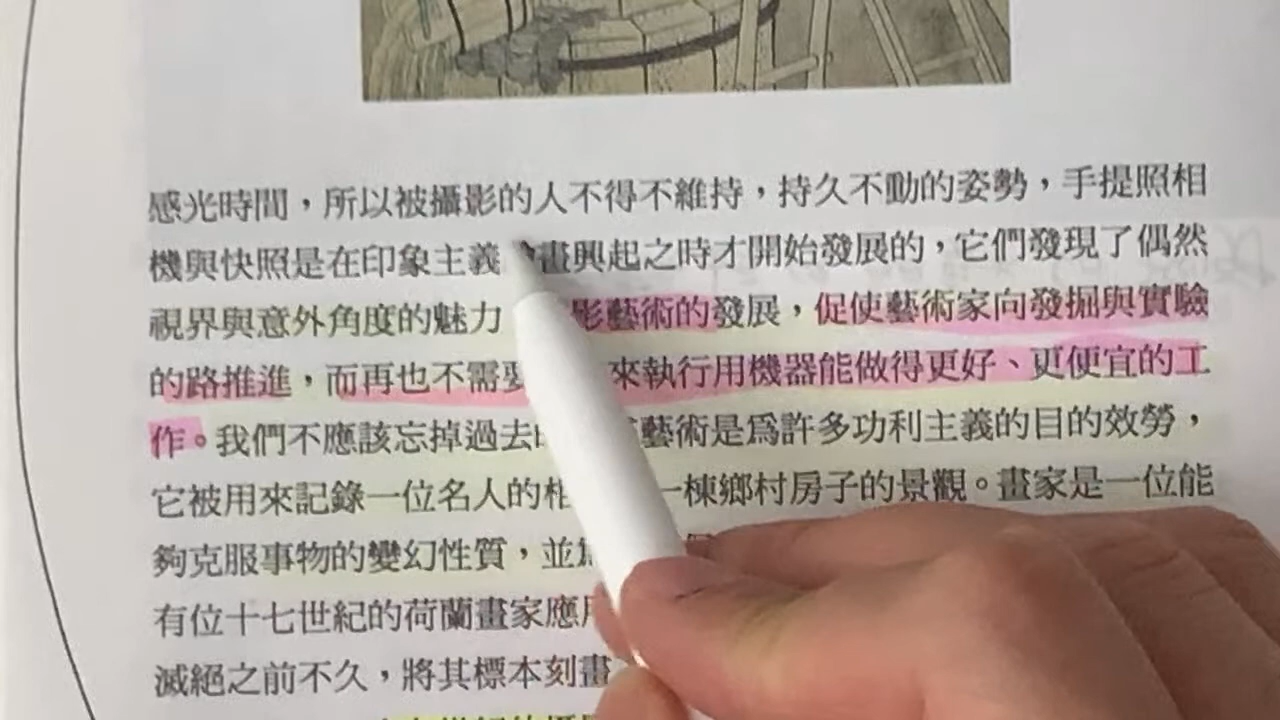 感光時間，所以被攝影的人不得不維持，持久不動的姿勢，手提照相
機與快照是在印象主義畫興起之時才開始發展的，它們發現了偶然
視界與意外角度的魅力 影藝術的發展，促使藝術家向發掘與實驗
的路推進，而再也不需要 來執行用機器能做得更好、更便宜的工
作。我們不應該忘掉過去 藝術是爲許多功利主義的目的效勞，
它被用來記錄一位名人的相 一棟鄉村房子的景觀。畫家是一位能
夠克服事物的變幻性質，並
有位十七世紀的荷蘭畫家應
滅絕之前不久，將其標本刻畫